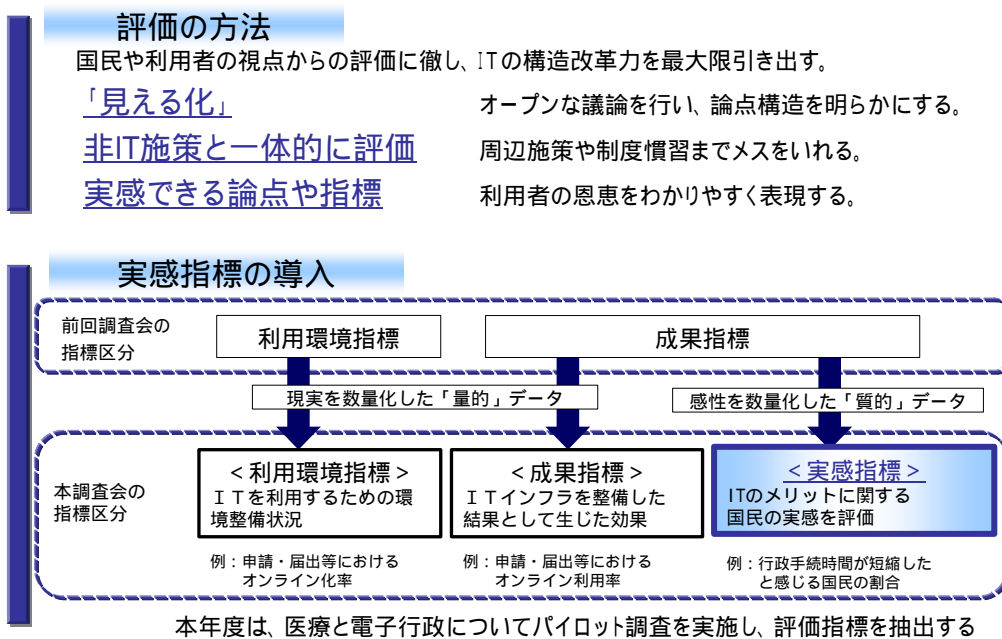 評価の方法
国民や利用者の視点からの評価に徹し、ITの構造改革力を最大限引き出す。
「見える化」 オープンな議論を行い、論点構造を明らかにする。
非IT施策と一体的に評価 周辺施策や制度慣習までメスをいれる。
実感できる論点や指標 利用者の恩恵をわかりやすく表現する。
実感指標の導入
前回調査会の
指標区分
利用環境指標
成果指標
現実を数量化した「量的」データ
感性を数量化した「質的」データ
本調査会の
指標区分
<利用環境指標>
ITを利用するための環
境整備状況
例:申請・届出等における
オンライン化率
<成果指標>
ITインフラを整備した
結果として生じた効果
例:申請・届出等における
オンライン利用率
<実感指標>
ITのメリットに関する
国民の実感を評価
例:行政手続時間が短縮した
と感じる国民の割合
本年度は、医療と電子行政についてパイロット調査を実施し、評価指標を抽出する